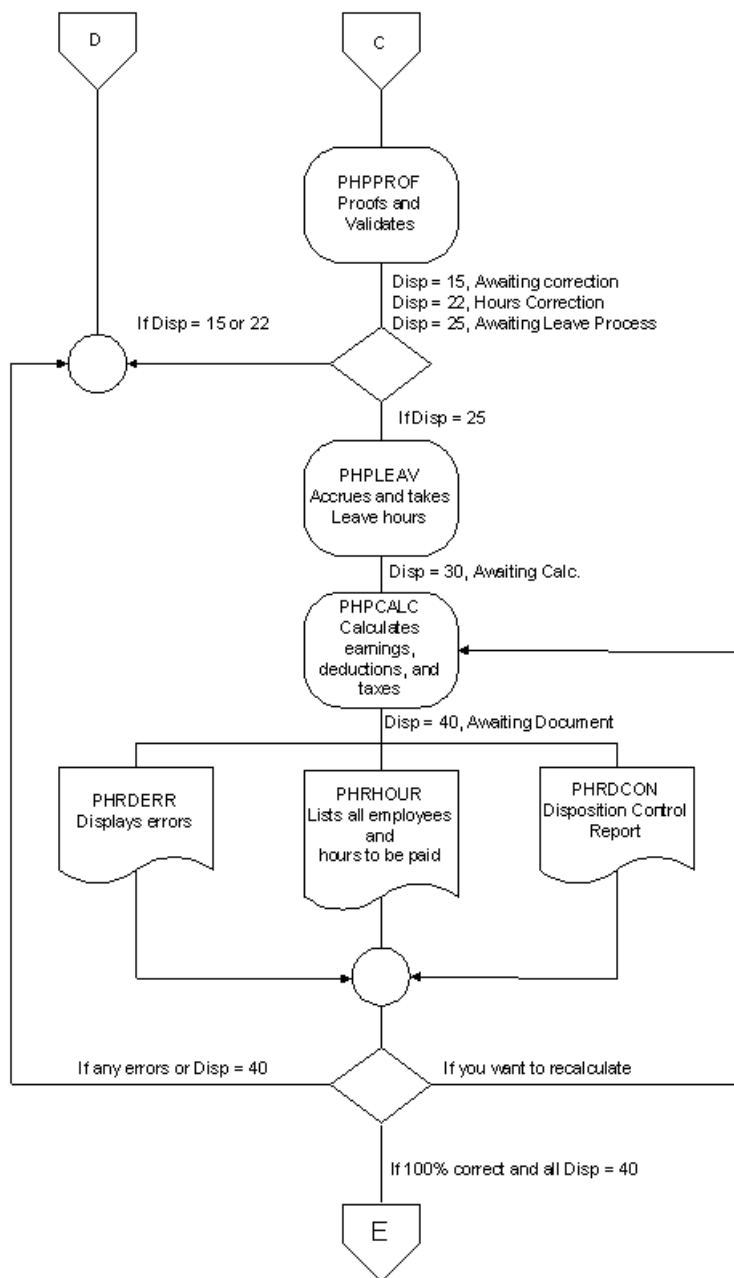 D
C
PHPPROF
Proofs and
Validates
Disp = 15, Awaiting correction
Disp = 22, Hours Correction
Disp = 25, Awaiting Leave Process
If Disp = 15 or 22
If Disp = 25
PHPLEAV
Accrues and takes
Leave hours
Disp = 30, Awaiting Calc.
PHPCALC
Calculates
earnings,
deductions, and
taxes
Disp = 40, Awaiting Document
PHRDERR
Displays errors
PHRHOUR
Lists all employees
and
hours to be paid
PHRDCON
Disposition Control
Report
If any errors or Disp = 40
If you want to recalculate
If 100% correct and all Disp = 40
E